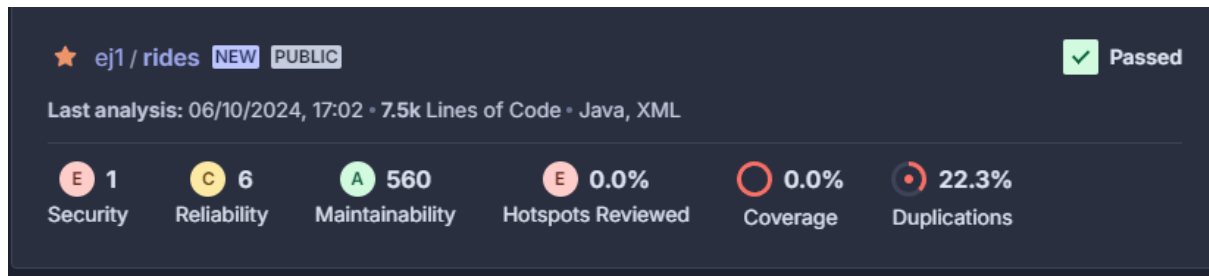 ej1 / rides NEW PUBLIC Passed
Last analysis: 06/10/2024, 17:02 • 7.5k Lines of Code • Java, XML
E 1 C 6 A 560 E 0.0% 0.0% 22.3%
Security Reliability Maintainability Hotspots Reviewed Coverage Duplications